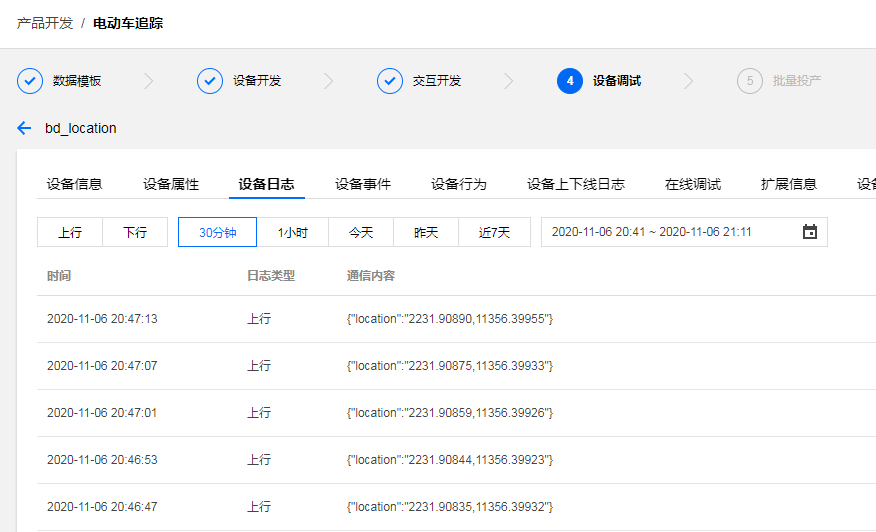 产品开发 / 电动车追踪
数据模板 设备开发 交互开发 4 设备调试 5 批量投产
bd_location
设备信息 设备属性 设备日志 设备事件 设备行为 设备上下线日志 在线调试 扩展信息 设
上行 下行 30分钟 1小时 今天 昨天 近7天 2020-11-06 20:41 ~ 2020-11-06 21:11
时间 日志类型 通信内容
2020-11-06 20:47:13 上行 {"location":"2231.90890,11356.39955"}
2020-11-06 20:47:07 上行 {"location":"2231.90875,11356.39933"}
2020-11-06 20:47:01 上行 {"location":"2231.90859,11356.39926"}
2020-11-06 20:46:53 上行 {"location":"2231.90844,11356.39923"}
2020-11-06 20:46:47 上行 {"location":"2231.90835,11356.39932"}